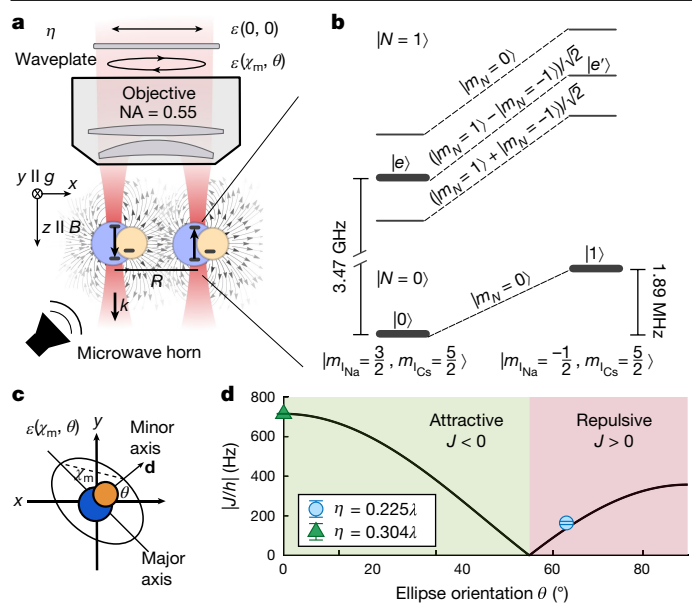 a
η
ε(0, 0)
Waveplate
ε(χm, θ)
Objective
NA = 0.55
y || g
x
z || B
R
k
Microwave horn
b
|N = 1⟩
|mN = 0⟩
|e′⟩
(|mN = 1⟩ − |mN = −1⟩)/√2
|e⟩
(|mN = 1⟩ + |mN = −1⟩)/√2
3.47 GHz
|N = 0⟩
|mN = 0⟩
|1⟩
1.89 MHz
|0⟩
|mINa = 3/2, mICs = 5/2⟩
|mINa = −1/2, mICs = 5/2⟩
c
ε(χm, θ)
y
Minor
axis
d
χm
θ
x
Major
axis
d
800
600
400
200
0
|J/h| (Hz)
Attractive
J < 0
Repulsive
J > 0
η = 0.225λ
η = 0.304λ
0
20
40
60
80
Ellipse orientation θ (°)